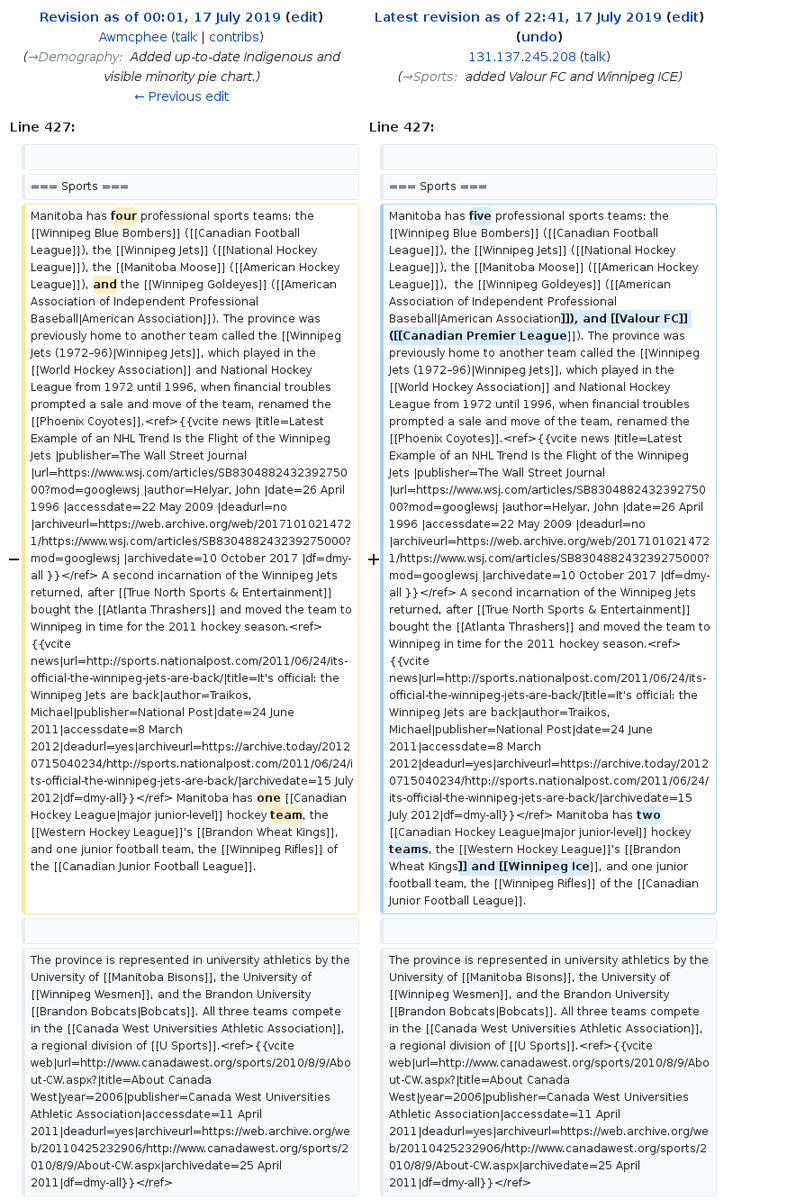 Revision as of 00:01, 17 July 2019 (edit)
Awmcphee (talk | contribs)
(→Demography: Added up-to-date Indigenous and
visible minority pie chart.)
← Previous edit
Latest revision as of 22:41, 17 July 2019 (edit)
(undo)
131.137.245.208 (talk)
(→Sports: added Valour FC and Winnipeg ICE)
Line 427:
Line 427:
=== Sports ===
=== Sports ===
−
Manitoba has four professional sports teams: the
[[Winnipeg Blue Bombers]] ([[Canadian Football
League]]), the [[Winnipeg Jets]] ([[National Hockey
League]]), the [[Manitoba Moose]] ([[American Hockey
League]]), and the [[Winnipeg Goldeyes]] ([[American
Association of Independent Professional
Baseball|American Association]]). The province was
previously home to another team called the [[Winnipeg
Jets (1972–96)|Winnipeg Jets]], which played in the
[[World Hockey Association]] and National Hockey
League from 1972 until 1996, when financial troubles
prompted a sale and move of the team, renamed the
[[Phoenix Coyotes]].<ref>{{vcite news |title=Latest
Example of an NHL Trend Is the Flight of the Winnipeg
Jets |publisher=The Wall Street Journal
|url=https://www.wsj.com/articles/SB8304882432392750
00?mod=googlewsj |author=Helyar, John |date=26 April
1996 |accessdate=22 May 2009 |deadurl=no
|archiveurl=https://web.archive.org/web/2017101021472
1/https://www.wsj.com/articles/SB830488243239275000?
mod=googlewsj |archivedate=10 October 2017 |df=dmy-
all }}</ref> A second incarnation of the Winnipeg Jets
returned, after [[True North Sports & Entertainment]]
bought the [[Atlanta Thrashers]] and moved the team to
Winnipeg in time for the 2011 hockey season.<ref>
{{vcite
news|url=http://sports.nationalpost.com/2011/06/24/its-
official-the-winnipeg-jets-are-back/|title=It's official: the
Winnipeg Jets are back|author=Traikos,
Michael|publisher=National Post|date=24 June
2011|accessdate=8 March
2012|deadurl=yes|archiveurl=https://archive.today/2012
0715040234/http://sports.nationalpost.com/2011/06/24/i
ts-official-the-winnipeg-jets-are-back/|archivedate=15 July
2012|df=dmy-all}}</ref> Manitoba has one [[Canadian
Hockey League|major junior-level]] hockey team, the
[[Western Hockey League]]'s [[Brandon Wheat Kings]],
and one junior football team, the [[Winnipeg Rifles]] of
the [[Canadian Junior Football League]].
+
Manitoba has five professional sports teams: the
[[Winnipeg Blue Bombers]] ([[Canadian Football
League]]), the [[Winnipeg Jets]] ([[National Hockey
League]]), the [[Manitoba Moose]] ([[American Hockey
League]]), the [[Winnipeg Goldeyes]] ([[American
Association of Independent Professional
Baseball|American Association]]), and [[Valour FC]]
([[Canadian Premier League]]). The province was
previously home to another team called the [[Winnipeg
Jets (1972–96)|Winnipeg Jets]], which played in the
[[World Hockey Association]] and National Hockey
League from 1972 until 1996, when financial troubles
prompted a sale and move of the team, renamed the
[[Phoenix Coyotes]].<ref>{{vcite news |title=Latest
Example of an NHL Trend Is the Flight of the Winnipeg
Jets |publisher=The Wall Street Journal
|url=https://www.wsj.com/articles/SB8304882432392750
00?mod=googlewsj |author=Helyar, John |date=26 April
1996 |accessdate=22 May 2009 |deadurl=no
|archiveurl=https://web.archive.org/web/2017101021472
1/https://www.wsj.com/articles/SB830488243239275000?
mod=googlewsj |archivedate=10 October 2017 |df=dmy-
all }}</ref> A second incarnation of the Winnipeg Jets
returned, after [[True North Sports & Entertainment]]
bought the [[Atlanta Thrashers]] and moved the team to
Winnipeg in time for the 2011 hockey season.<ref>
{{vcite
news|url=http://sports.nationalpost.com/2011/06/24/its-
official-the-winnipeg-jets-are-back/|title=It's official: the
Winnipeg Jets are back|author=Traikos,
Michael|publisher=National Post|date=24 June
2011|accessdate=8 March
2012|deadurl=yes|archiveurl=https://archive.today/2012
0715040234/http://sports.nationalpost.com/2011/06/24/
its-official-the-winnipeg-jets-are-back/|archivedate=15
July 2012|df=dmy-all}}</ref> Manitoba has two
[[Canadian Hockey League|major junior-level]] hockey
teams, the [[Western Hockey League]]'s [[Brandon
Wheat Kings]] and [[Winnipeg Ice]], and one junior
football team, the [[Winnipeg Rifles]] of the [[Canadian
Junior Football League]].
The province is represented in university athletics by the
University of [[Manitoba Bisons]], the University of
[[Winnipeg Wesmen]], and the Brandon University
[[Brandon Bobcats|Bobcats]]. All three teams compete
in the [[Canada West Universities Athletic Association]],
a regional division of [[U Sports]].<ref>{{vcite
web|url=http://www.canadawest.org/sports/2010/8/9/Abo
ut-CW.aspx?|title=About Canada
West|year=2006|publisher=Canada West Universities
Athletic Association|accessdate=11 April
2011|deadurl=yes|archiveurl=https://web.archive.org/we
b/20110425232906/http://www.canadawest.org/sports/2
010/8/9/About-CW.aspx|archivedate=25 April
2011|df=dmy-all}}</ref>
The province is represented in university athletics by the
University of [[Manitoba Bisons]], the University of
[[Winnipeg Wesmen]], and the Brandon University
[[Brandon Bobcats|Bobcats]]. All three teams compete
in the [[Canada West Universities Athletic Association]],
a regional division of [[U Sports]].<ref>{{vcite
web|url=http://www.canadawest.org/sports/2010/8/9/Abo
ut-CW.aspx?|title=About Canada
West|year=2006|publisher=Canada West Universities
Athletic Association|accessdate=11 April
2011|deadurl=yes|archiveurl=https://web.archive.org/we
b/20110425232906/http://www.canadawest.org/sports/2
010/8/9/About-CW.aspx|archivedate=25 April
2011|df=dmy-all}}</ref>